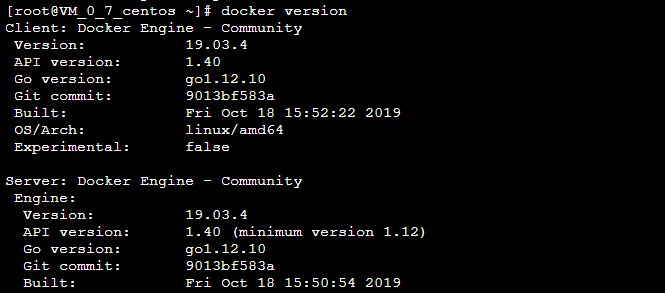 [root@VM_0_7_centos ~]# docker version
Client: Docker Engine - Community
 Version:           19.03.4
 API version:       1.40
 Go version:        go1.12.10
 Git commit:        9013bf583a
 Built:             Fri Oct 18 15:52:22 2019
 OS/Arch:           linux/amd64
 Experimental:      false

Server: Docker Engine - Community
 Engine:
  Version:          19.03.4
  API version:      1.40 (minimum version 1.12)
  Go version:       go1.12.10
  Git commit:       9013bf583a
  Built:            Fri Oct 18 15:50:54 2019